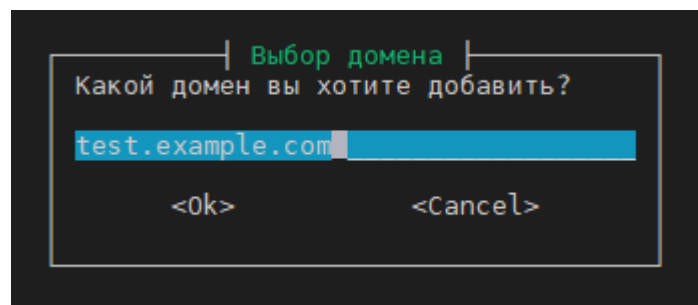 Выбор домена
Какой домен вы хотите добавить?
test.example.com
<Ok> <Cancel>